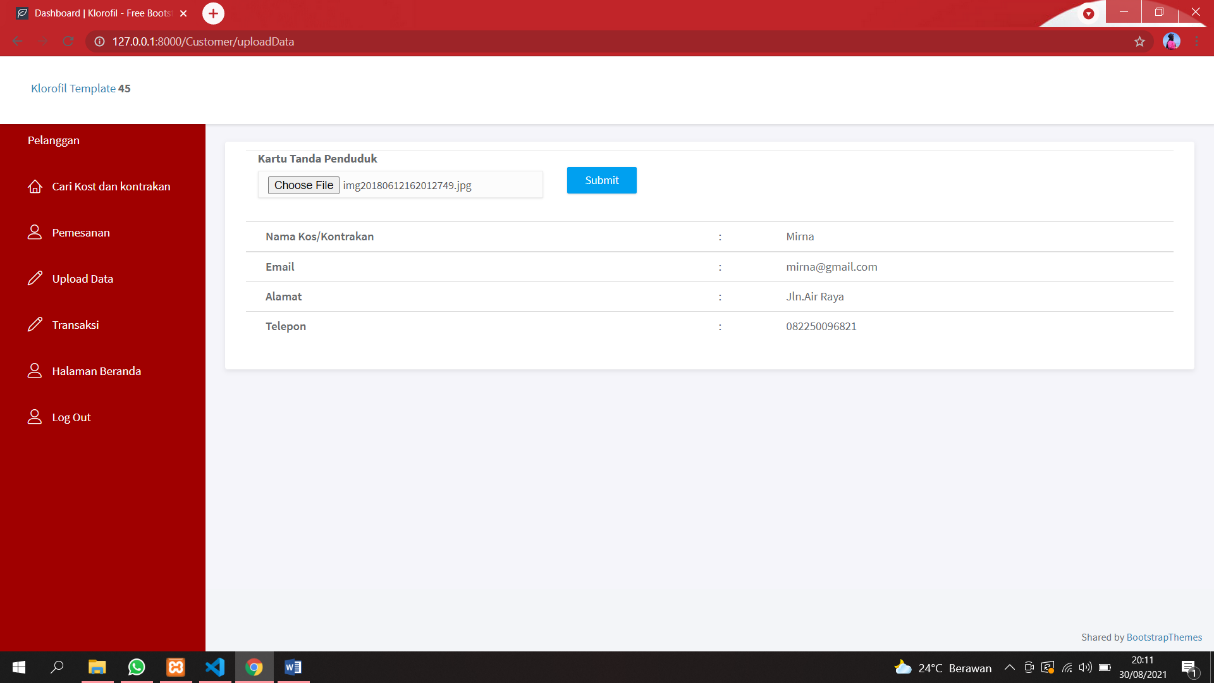 Dashboard | Klorofil - Free Boots
127.0.0.1:8000/Customer/uploadData
Klorofil Template 45
Pelanggan
Cari Kost dan kontrakan
Pemesanan
Upload Data
Transaksi
Halaman Beranda
Log Out
Kartu Tanda Penduduk
Choose File img20180612162012749.jpg
Submit
Nama Kos/Kontrakan : Mirna
Email : mirna@gmail.com
Alamat : Jln.Air Raya
Telepon : 082250096821
Shared by BootstrapThemes
24°C Berawan
20:11
30/08/2021
1